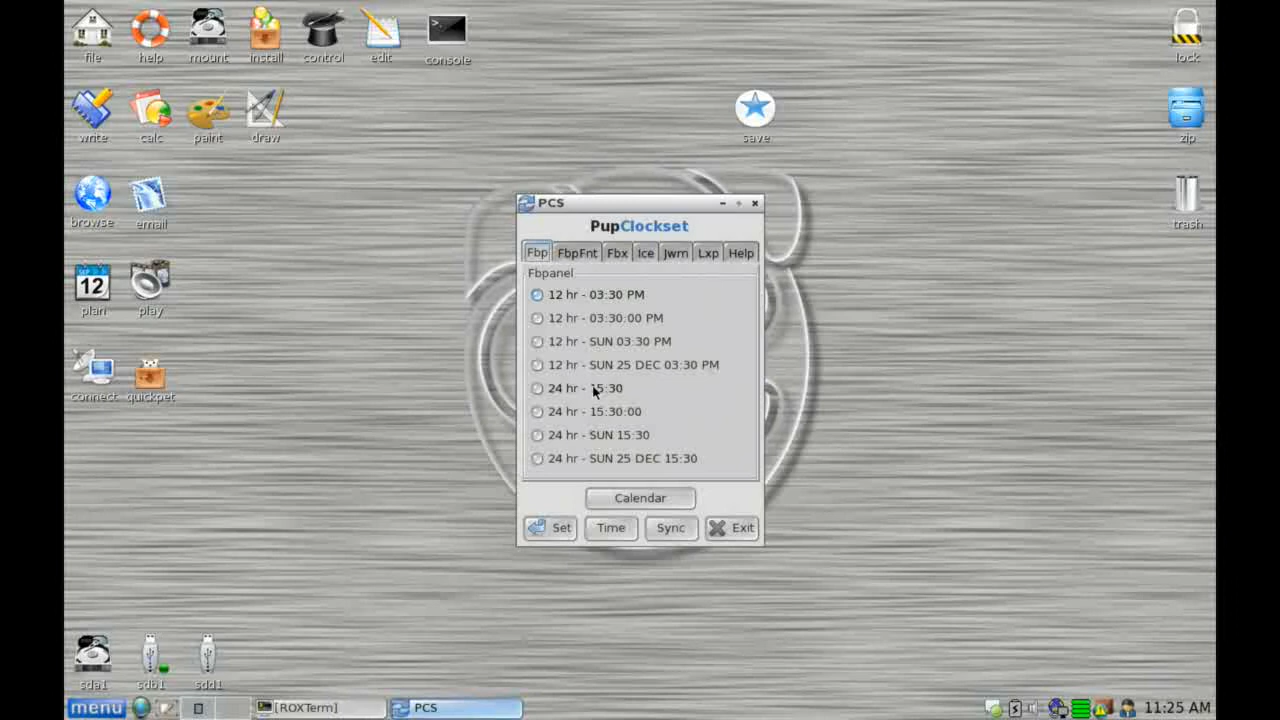 file help mount install control edit console lock
write calc paint draw save zip
browse email trash
SEP 12
plan play
connect quickpet
PCS
PupClockset
Fbp FbpFnt Fbx Ice Jwm Lxp Help
Fbpanel
12 hr - 03:30 PM
12 hr - 03:30:00 PM
12 hr - SUN 03:30 PM
12 hr - SUN 25 DEC 03:30 PM
24 hr - 15:30
24 hr - 15:30:00
24 hr - SUN 15:30
24 hr - SUN 25 DEC 15:30
Calendar
Set Time Sync Exit
sda1 sdb1 sdd1
menu [ROXTerm] PCS 11:25 AM